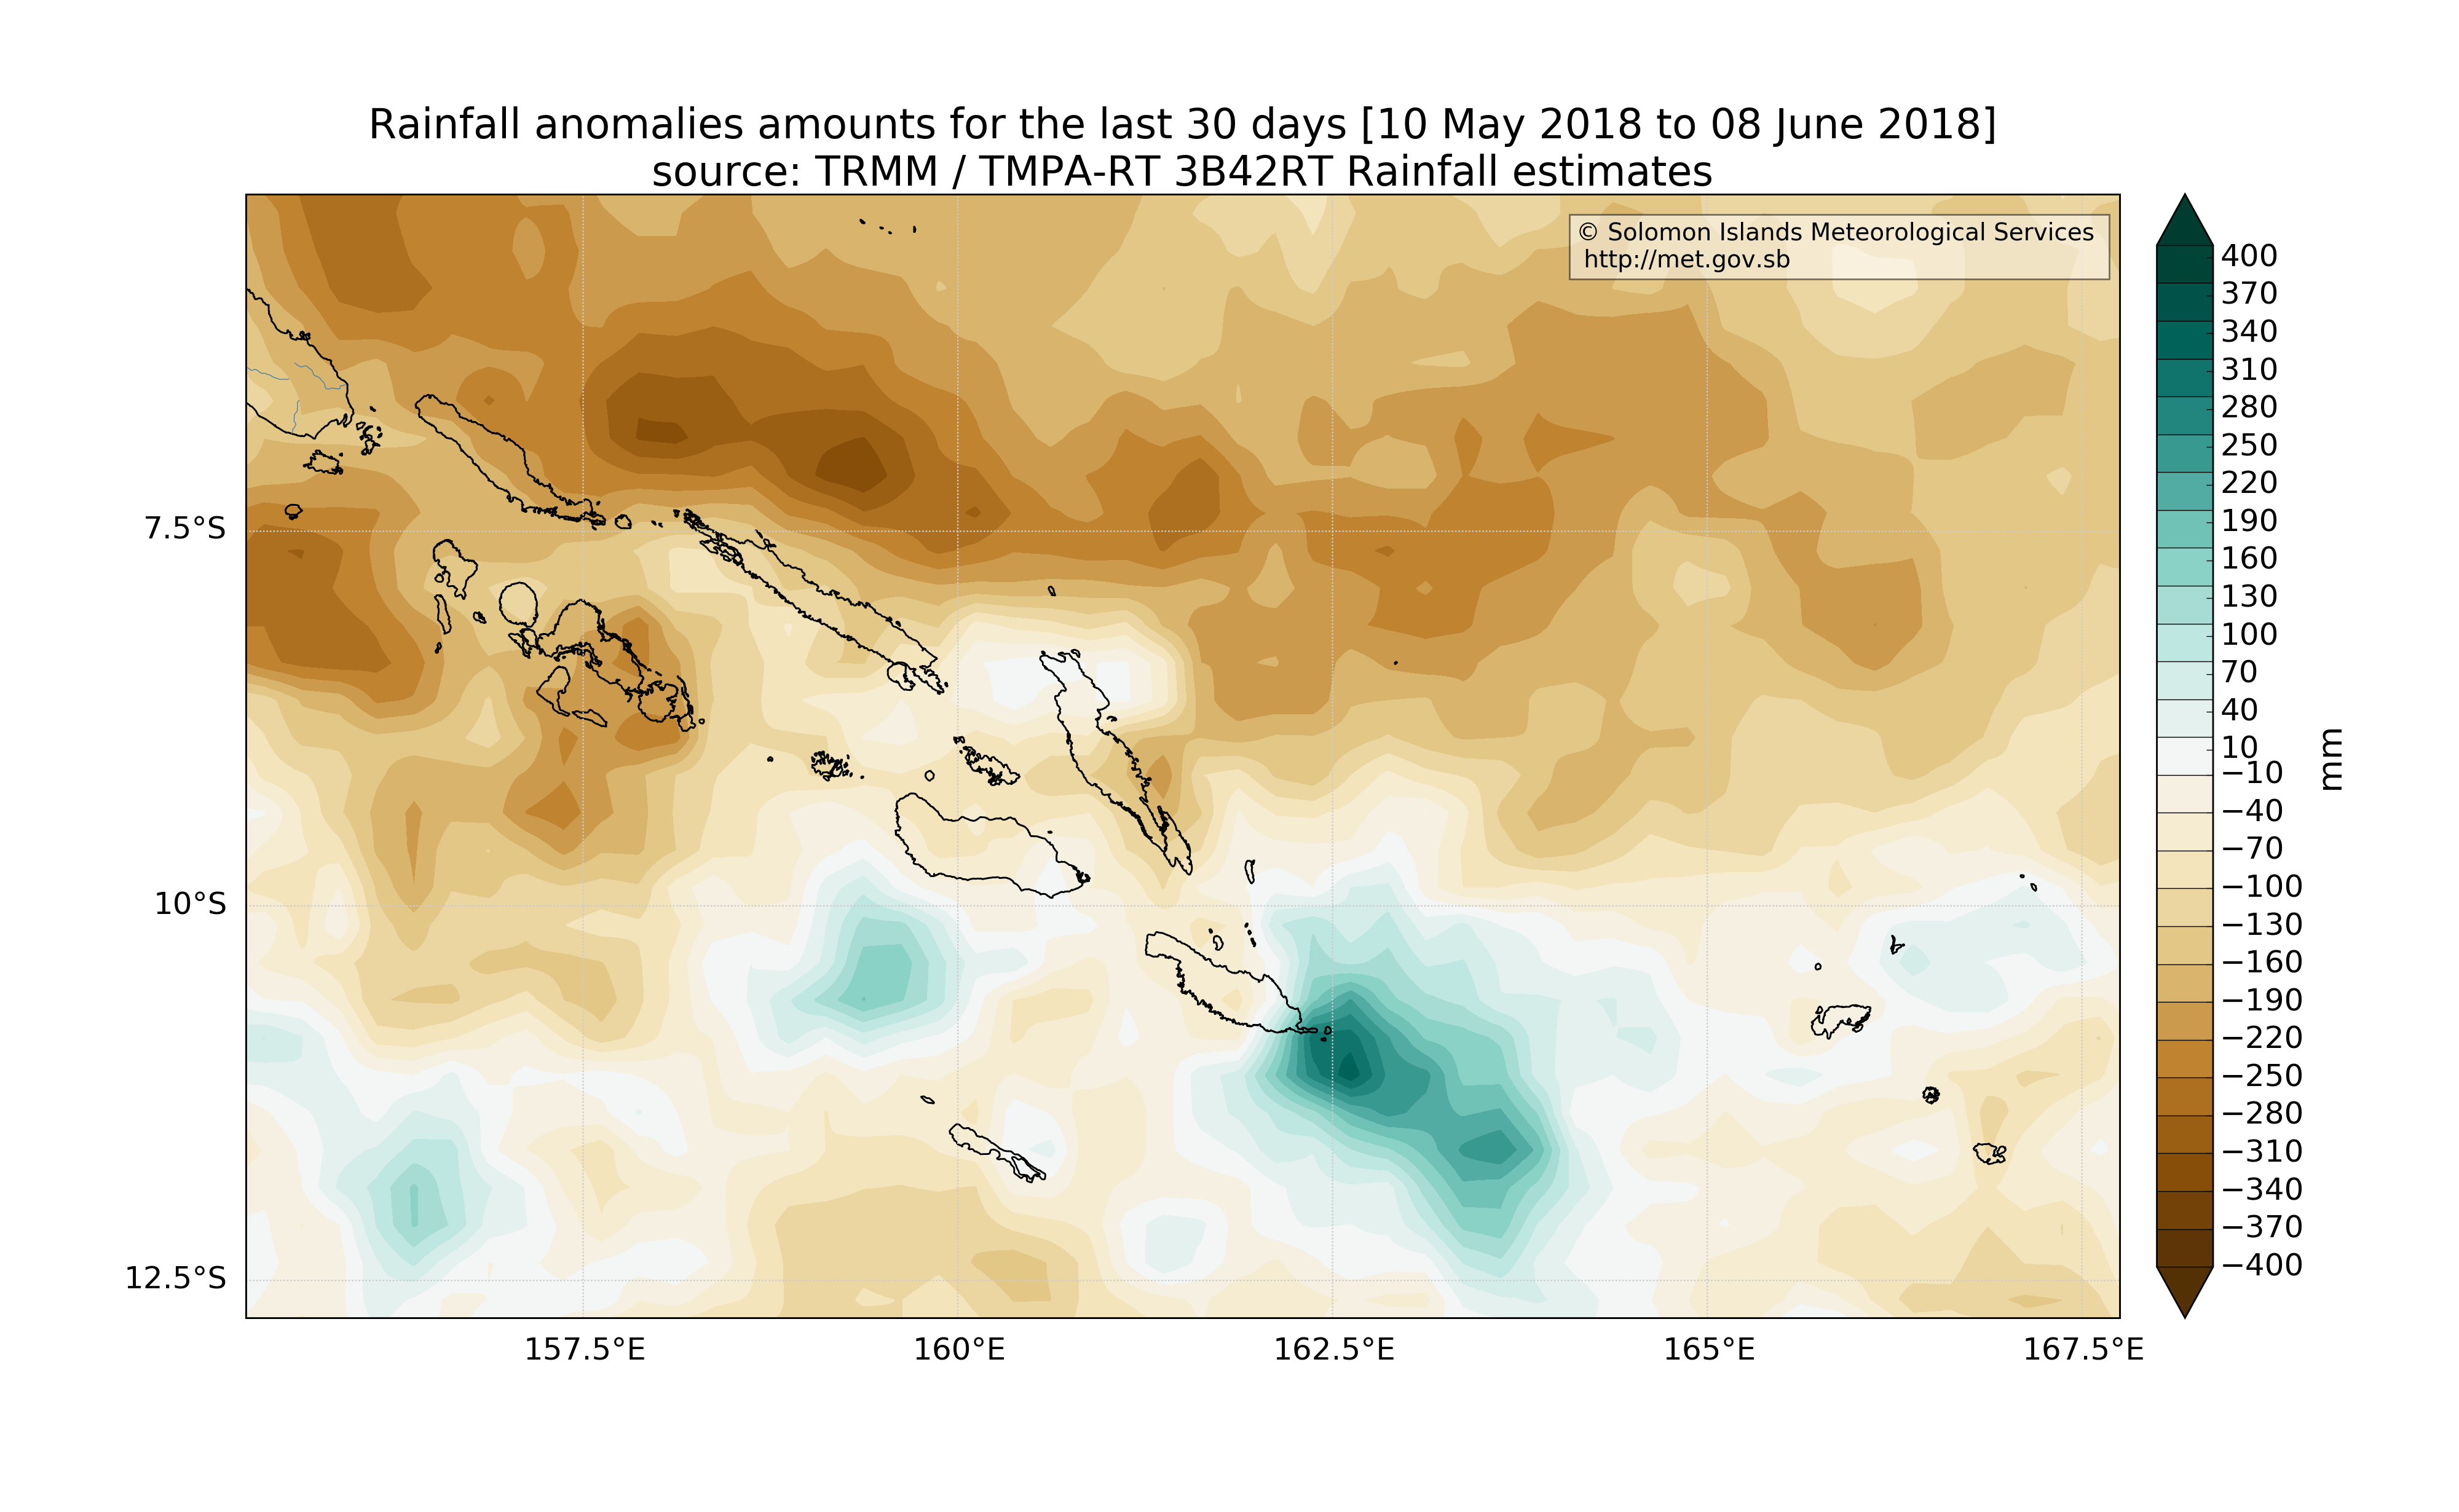 Rainfall anomalies amounts for the last 30 days [10 May 2018 to 08 June 2018]
source: TRMM / TMPA-RT 3B42RT Rainfall estimates
© Solomon Islands Meteorological Services
http://met.gov.sb
7.5°S
10°S
12.5°S
157.5°E
160°E
162.5°E
165°E
167.5°E
400
370
340
310
280
250
220
190
160
130
100
70
40
10
−10
−40
−70
−100
−130
−160
−190
−220
−250
−280
−310
−340
−370
−400
mm